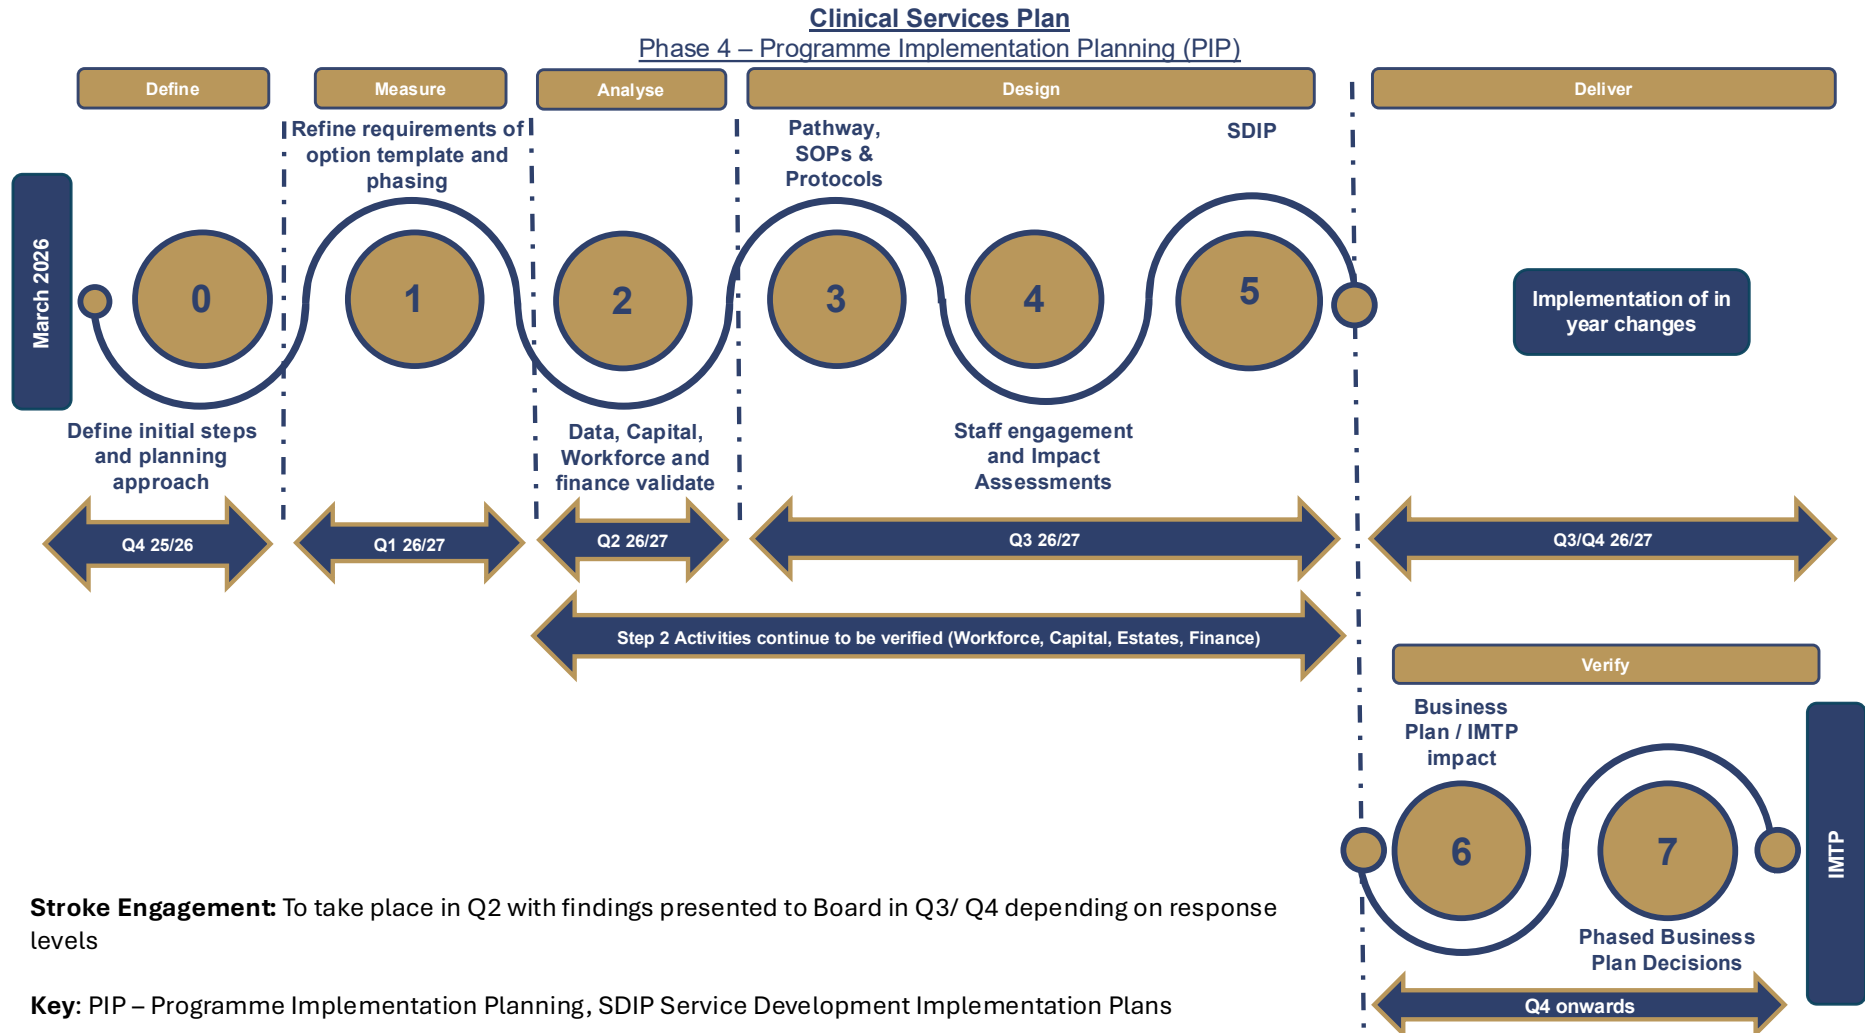 Clinical Services Plan
Phase 4 – Programme Implementation Planning (PIP)
Define
Measure
Analyse
Design
Deliver
Refine requirements of
option template and
phasing
Pathway,
SOPs &
Protocols
SDIP
March 2026
0
1
2
3
4
5
Implementation of in
year changes
Define initial steps
and planning
approach
Data, Capital,
Workforce and
finance validate
Staff engagement
and Impact
Assessments
Q4 25/26
Q1 26/27
Q2 26/27
Q3 26/27
Q3/Q4 26/27
Step 2 Activities continue to be verified (Workforce, Capital, Estates, Finance)
Verify
Business
Plan / IMTP
impact
6
7
IMTP
Phased Business
Plan Decisions
Q4 onwards
Stroke Engagement: To take place in Q2 with findings presented to Board in Q3/ Q4 depending on response
levels
Key: PIP – Programme Implementation Planning, SDIP Service Development Implementation Plans